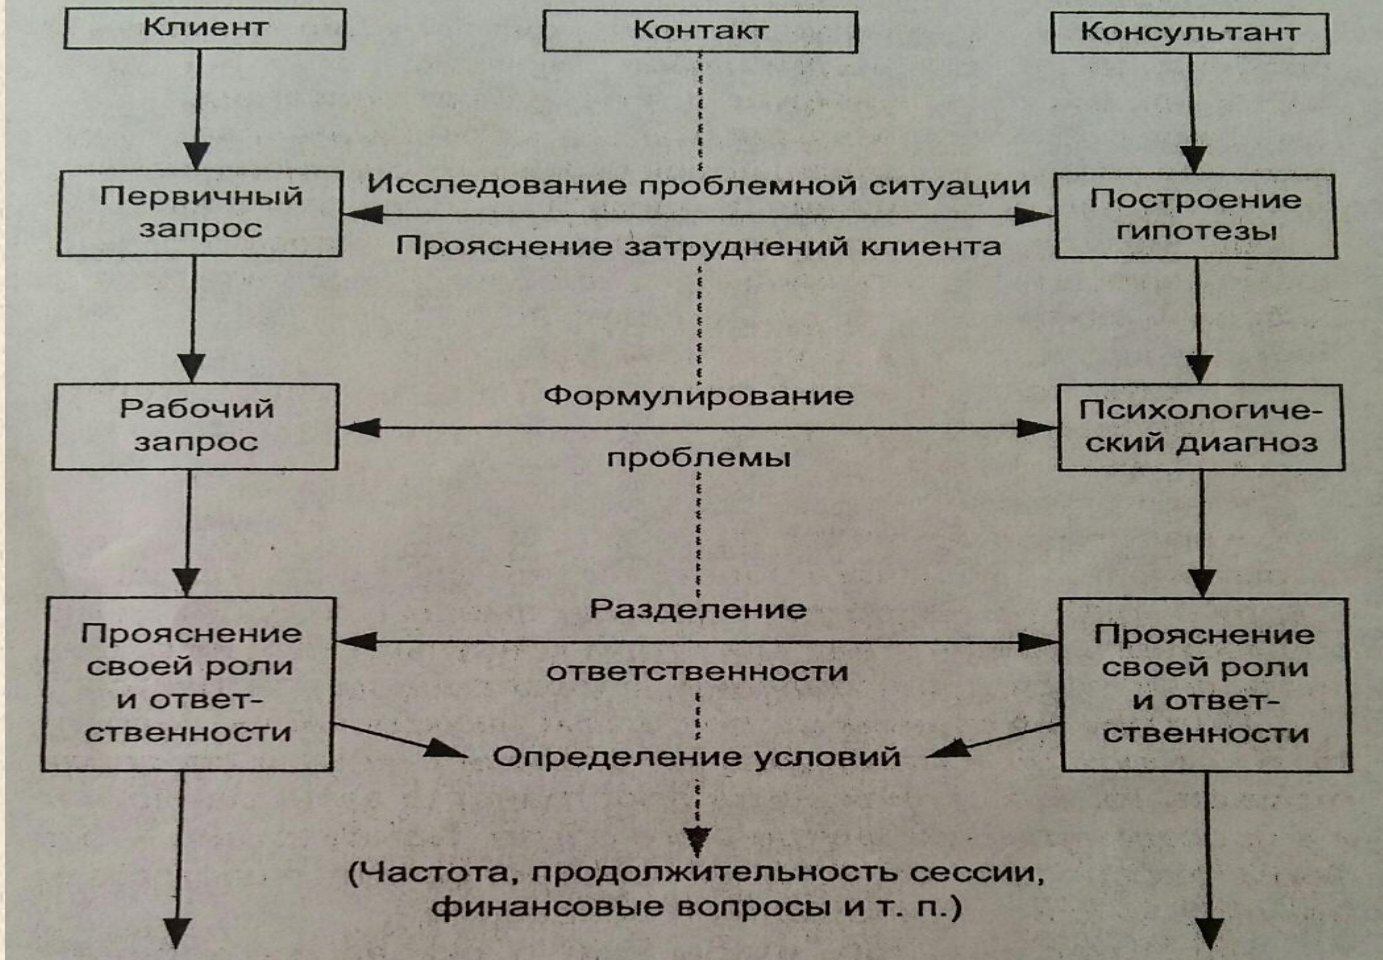 Клиент
Контакт
Консультант
Первичный
запрос
Исследование проблемной ситуации
Прояснение затруднений клиента
Построение
гипотезы
Рабочий
запрос
Формулирование
проблемы
Психологиче-
ский диагноз
Прояснение
своей роли
и ответ-
ственности
Разделение
ответственности
Прояснение
своей роли
и ответ-
ственности
Определение условий
(Частота, продолжительность сессии,
финансовые вопросы и т. п.)